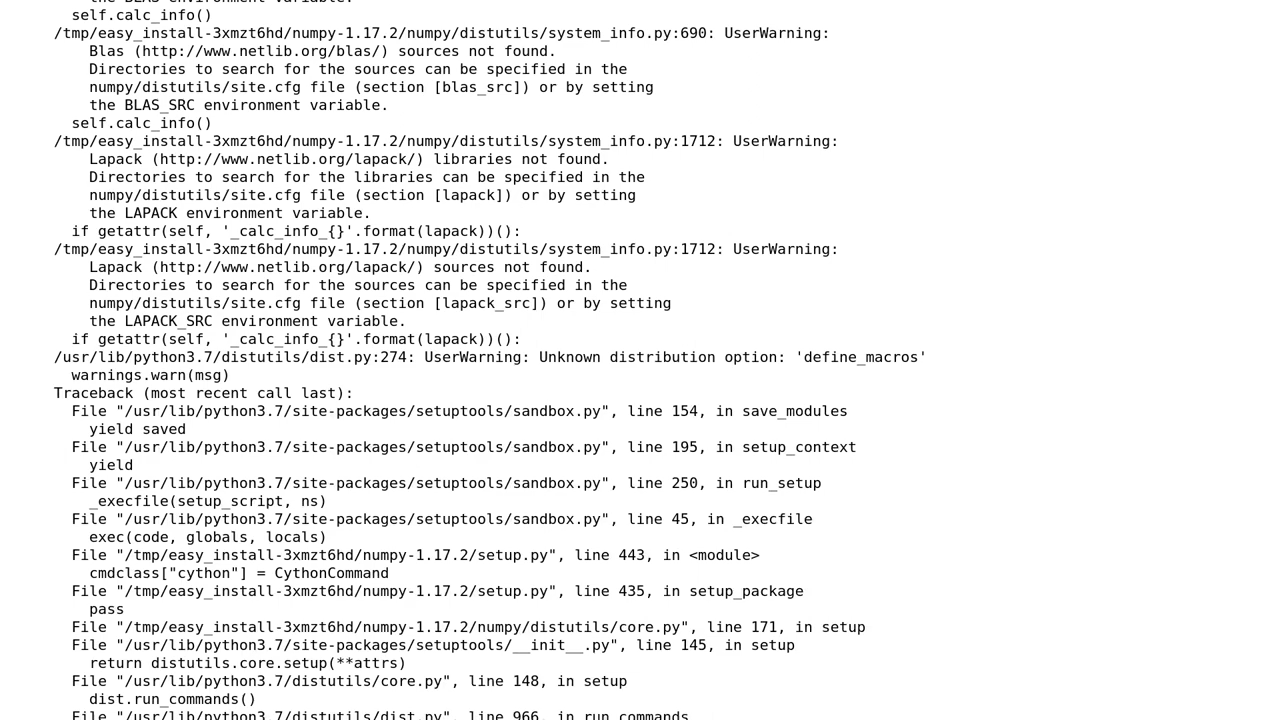 the BLAS environment variable.
self.calc_info()
/tmp/easy_install-3xmzt6hd/numpy-1.17.2/numpy/distutils/system_info.py:690: UserWarning:
Blas (http://www.netlib.org/blas/) sources not found.
Directories to search for the sources can be specified in the
numpy/distutils/site.cfg file (section [blas_src]) or by setting
the BLAS_SRC environment variable.
self.calc_info()
/tmp/easy_install-3xmzt6hd/numpy-1.17.2/numpy/distutils/system_info.py:1712: UserWarning:
Lapack (http://www.netlib.org/lapack/) libraries not found.
Directories to search for the libraries can be specified in the
numpy/distutils/site.cfg file (section [lapack]) or by setting
the LAPACK environment variable.
if getattr(self, '_calc_info_{}'.format(lapack))():
/tmp/easy_install-3xmzt6hd/numpy-1.17.2/numpy/distutils/system_info.py:1712: UserWarning:
Lapack (http://www.netlib.org/lapack/) sources not found.
Directories to search for the sources can be specified in the
numpy/distutils/site.cfg file (section [lapack_src]) or by setting
the LAPACK_SRC environment variable.
if getattr(self, '_calc_info_{}'.format(lapack))():
/usr/lib/python3.7/distutils/dist.py:274: UserWarning: Unknown distribution option: 'define_macros'
warnings.warn(msg)
Traceback (most recent call last):
File "/usr/lib/python3.7/site-packages/setuptools/sandbox.py", line 154, in save_modules
yield saved
File "/usr/lib/python3.7/site-packages/setuptools/sandbox.py", line 195, in setup_context
yield
File "/usr/lib/python3.7/site-packages/setuptools/sandbox.py", line 250, in run_setup
_execfile(setup_script, ns)
File "/usr/lib/python3.7/site-packages/setuptools/sandbox.py", line 45, in _execfile
exec(code, globals, locals)
File "/tmp/easy_install-3xmzt6hd/numpy-1.17.2/setup.py", line 443, in <module>
cmdclass["cython"] = CythonCommand
File "/tmp/easy_install-3xmzt6hd/numpy-1.17.2/setup.py", line 435, in setup_package
pass
File "/tmp/easy_install-3xmzt6hd/numpy-1.17.2/numpy/distutils/core.py", line 171, in setup
File "/usr/lib/python3.7/site-packages/setuptools/__init__.py", line 145, in setup
return distutils.core.setup(**attrs)
File "/usr/lib/python3.7/distutils/core.py", line 148, in setup
dist.run_commands()
File "/usr/lib/python3.7/distutils/dist.py", line 966, in run_commands